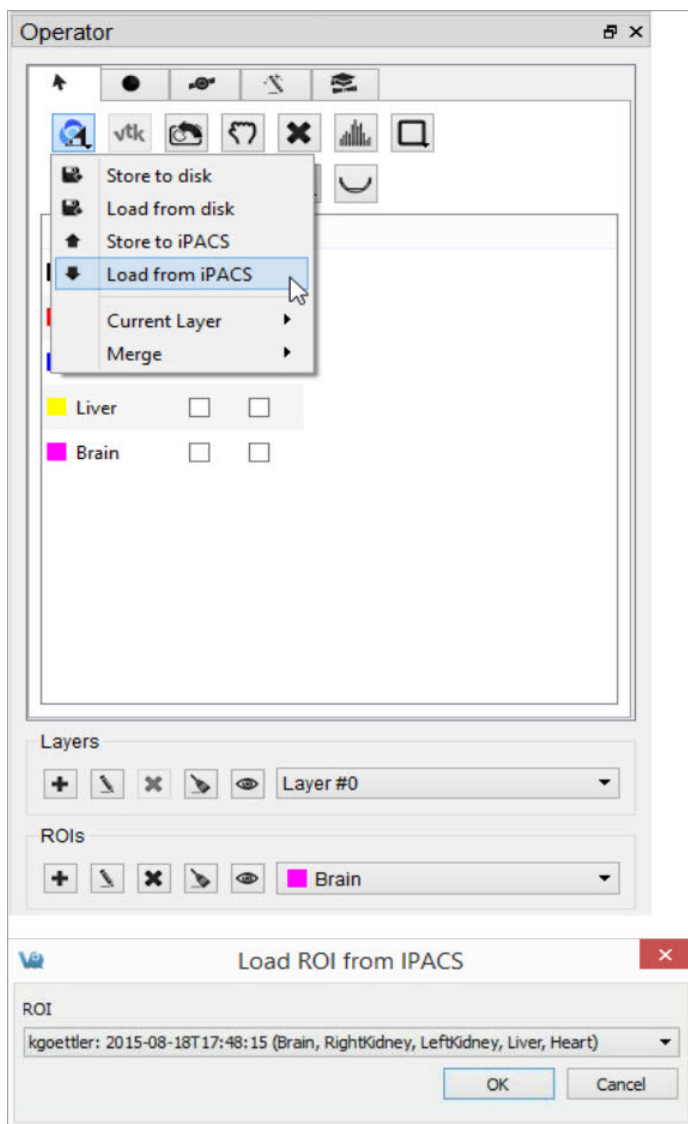 Operator
vtk
Store to disk
Load from disk
Store to iPACS
Load from iPACS
Current Layer
Merge
Liver
Brain
Layers
Layer #0
ROIs
Brain
Load ROI from IPACS
ROI
kgoettler: 2015-08-18T17:48:15 (Brain, RightKidney, LeftKidney, Liver, Heart)
OK Cancel